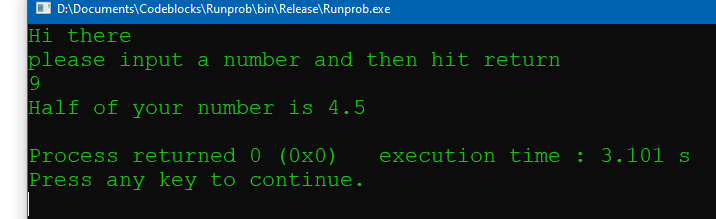 D:\Documents\Codeblocks\Runprob\bin\Release\Runprob.exe
Hi there
please input a number and then hit return
9
Half of your number is 4.5
Process returned 0 (0x0)   execution time : 3.101 s
Press any key to continue.